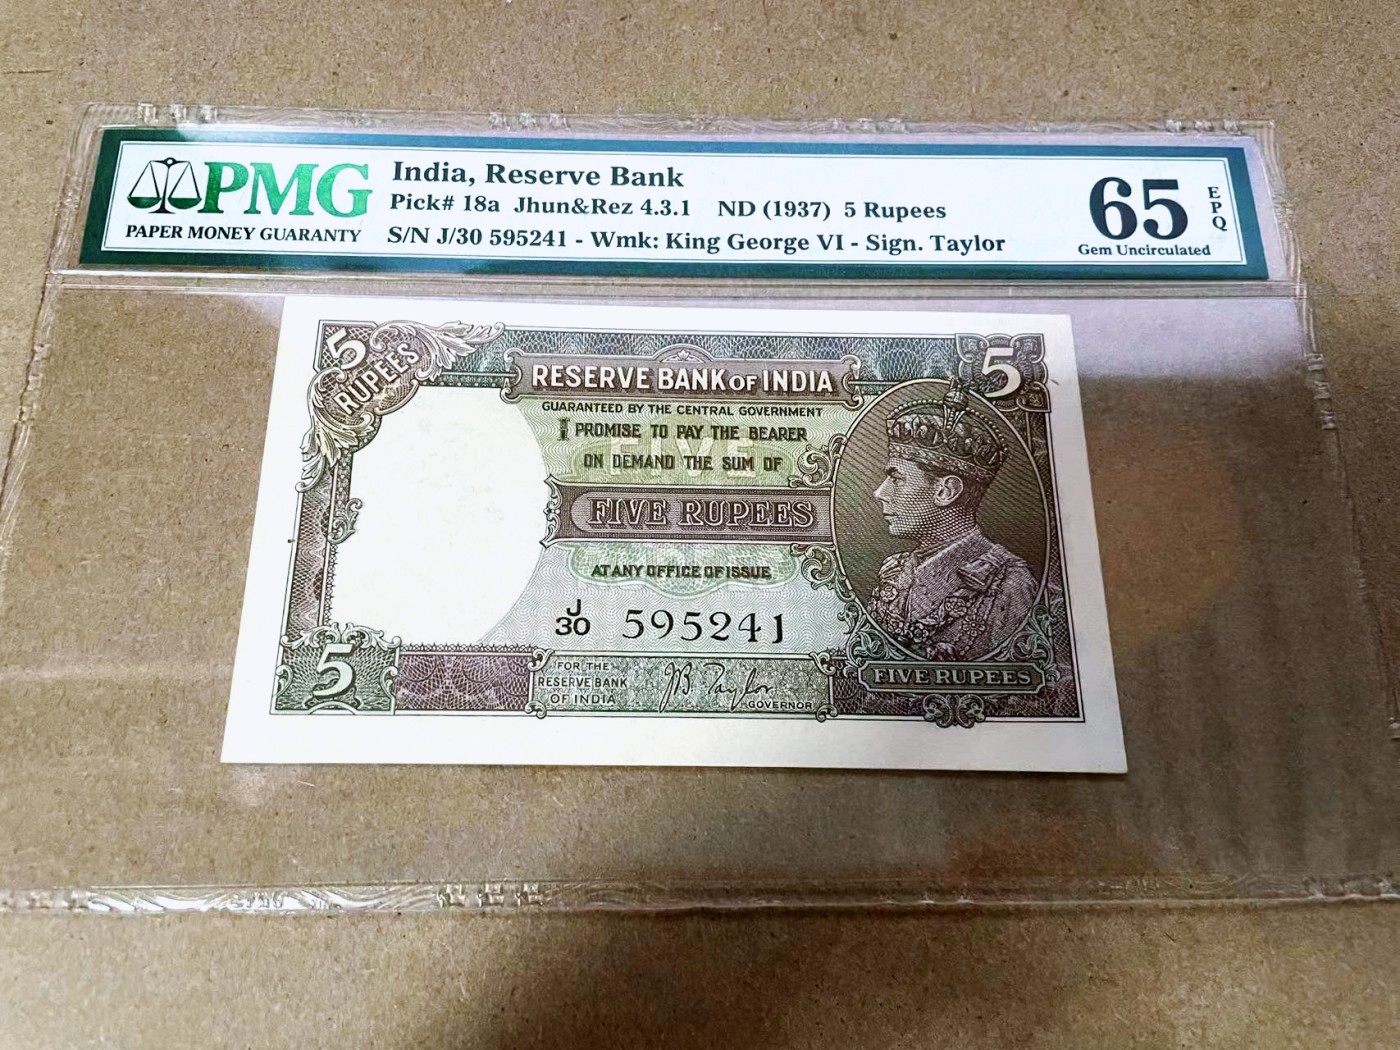 PMG
PAPER MONEY GUARANTY
India, Reserve Bank
Pick# 18a Jhun&Rez 4.3.1 ND (1937) 5 Rupees
S/N J/30 595241 - Wmk: King George VI - Sign. Taylor
65
EPQ
Gem Uncirculated
5
RUPEES
5
RESERVE BANK OF INDIA
GUARANTEED BY THE CENTRAL GOVERNMENT
I PROMISE TO PAY THE BEARER
FIVE
ON DEMAND THE SUM OF
FIVE RUPEES
AT ANY OFFICE OF ISSUE
J
30 595241
5
FOR THE
RESERVE BANK
OF INDIA
J B Taylor
GOVERNOR
FIVE RUPEES